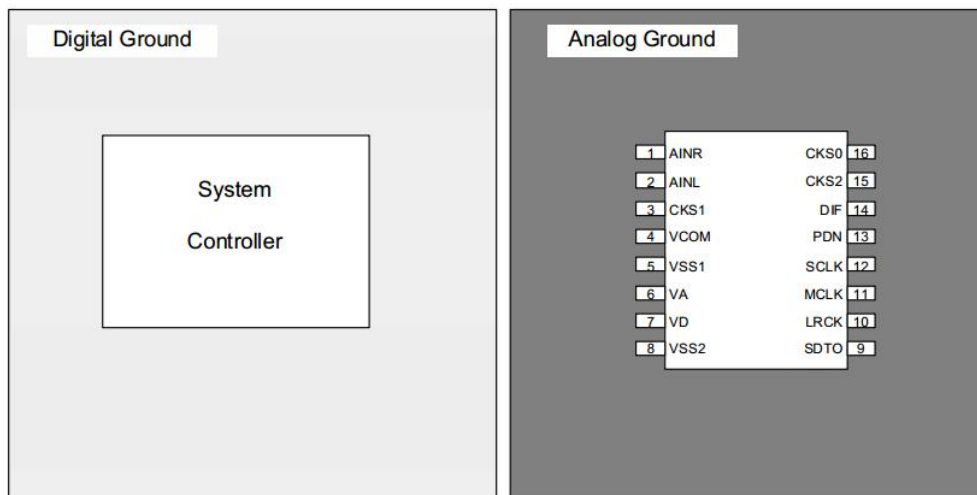 Digital Ground
System
Controller
Analog Ground
1 AINR CKS0 16
2 AINL CKS2 15
3 CKS1 DIF 14
4 VCOM PDN 13
5 VSS1 SCLK 12
6 VA MCLK 11
7 VD LRCK 10
8 VSS2 SDTO 9